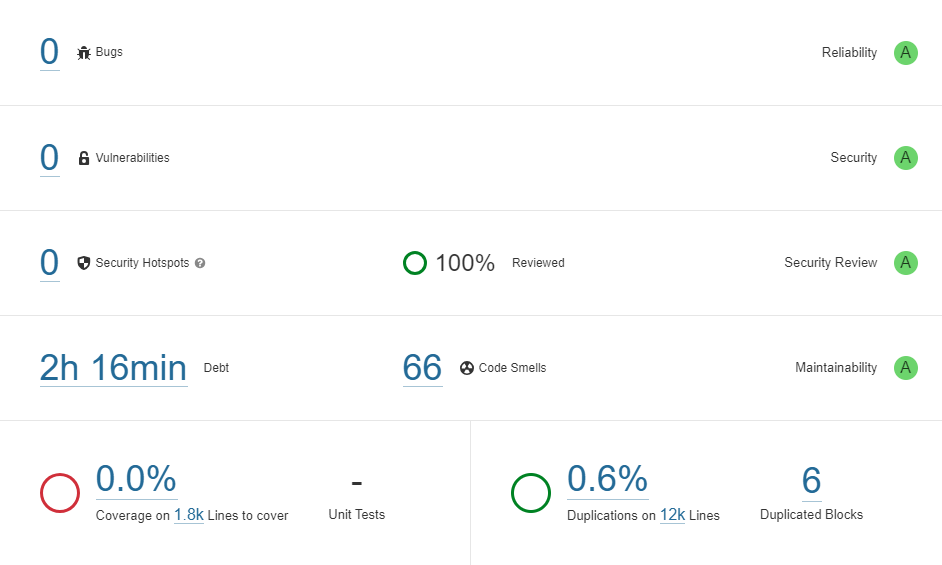 0 Bugs Reliability A
0 Vulnerabilities Security A
0 Security Hotspots ? 100% Reviewed Security Review A
2h 16min Debt 66 Code Smells Maintainability A
0.0% - 0.6% 6
Coverage on 1.8k Lines to cover Unit Tests Duplications on 12k Lines Duplicated Blocks